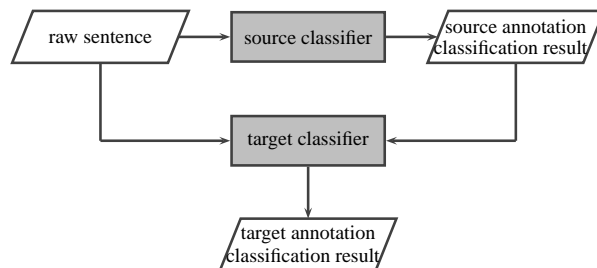 raw sentence
source classifier
source annotation
classification result
target classifier
target annotation
classification result